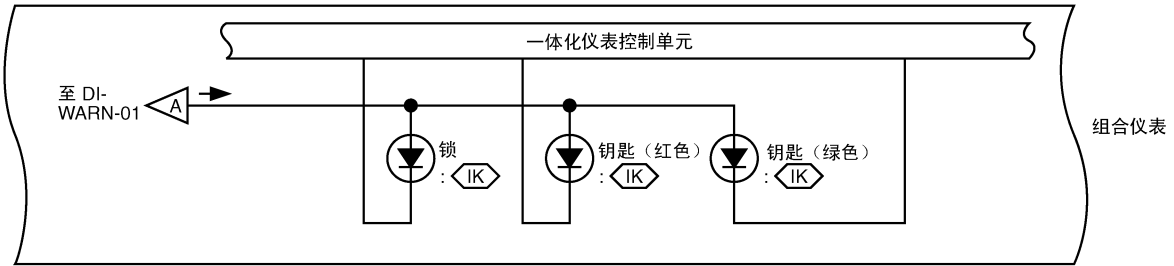 一体化仪表控制单元
至 DI-
WARN-01
A
组合仪表
锁
: IK
钥匙（红色）
: IK
钥匙（绿色）
: IK